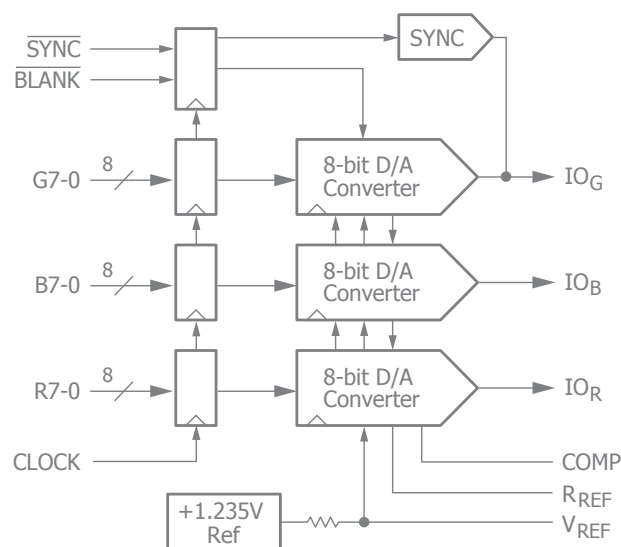 SYNC
SYNC
BLANK
G7-0
8
8-bit D/A
Converter
IOG
B7-0
8
8-bit D/A
Converter
IOB
R7-0
8
8-bit D/A
Converter
IOR
CLOCK
COMP
RREF
+1.235V
Ref
VREF